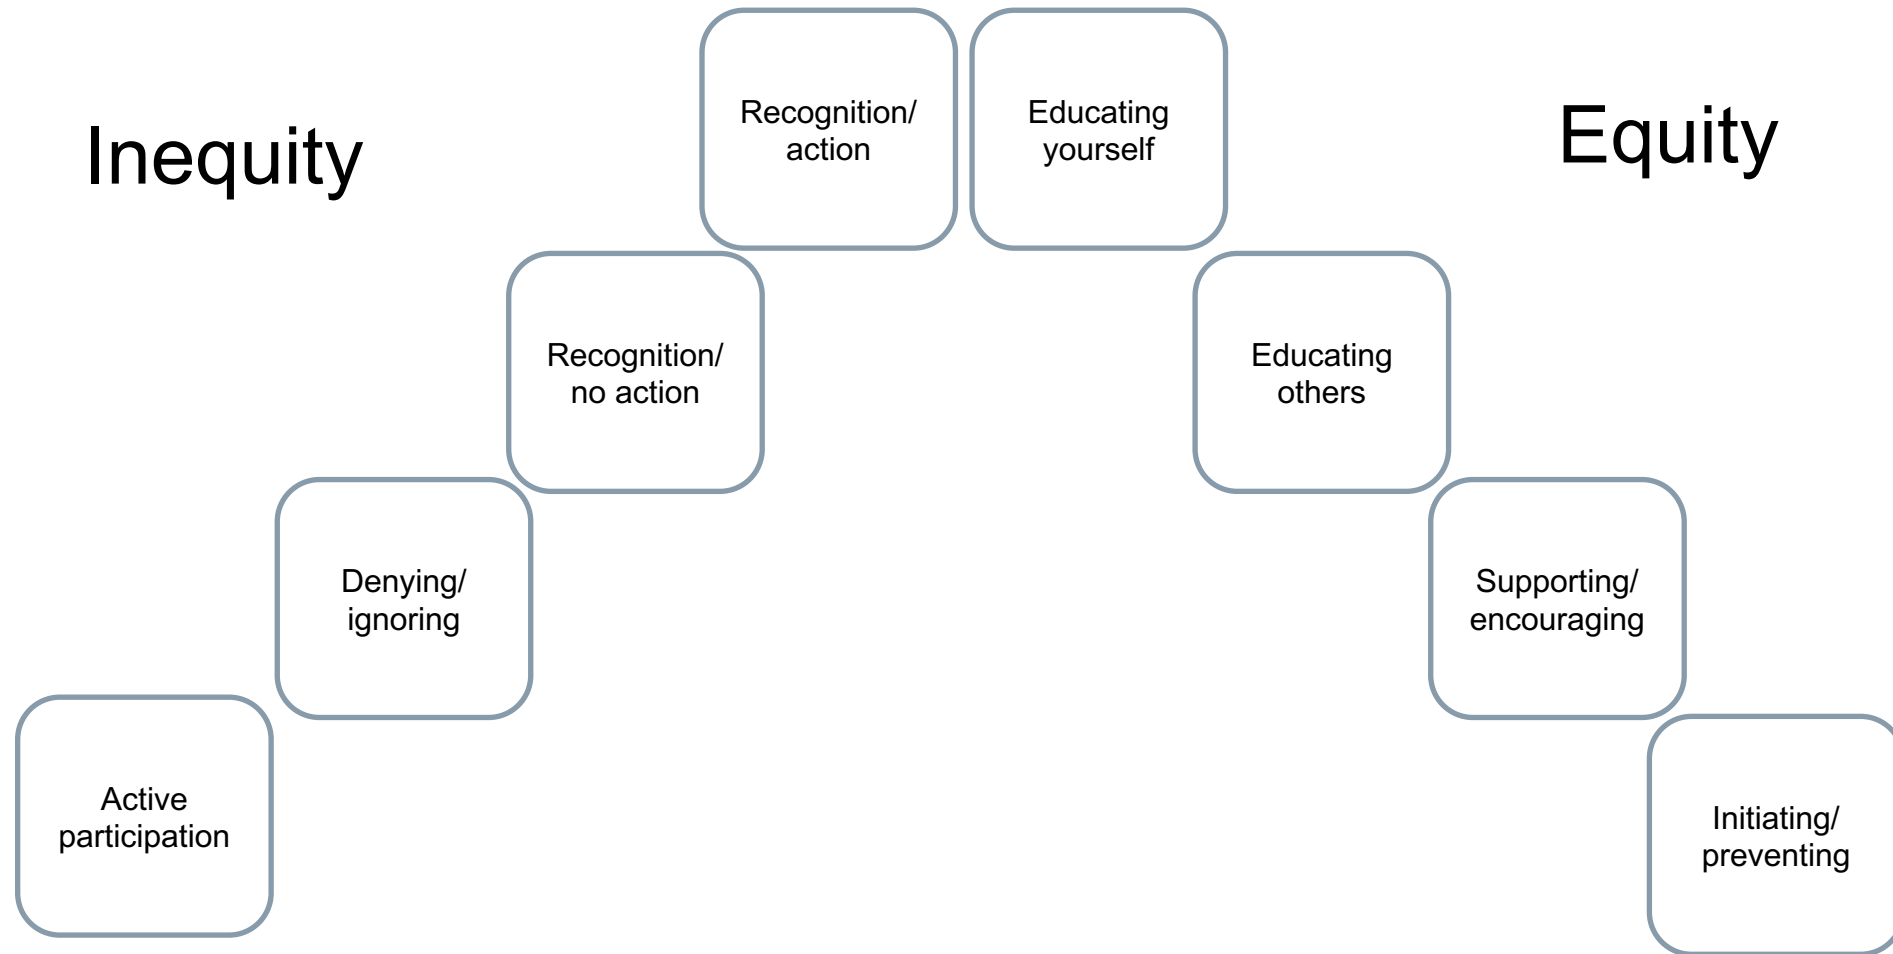 Inequity
Equity
Active
participation
Denying/
ignoring
Recognition/
no action
Recognition/
action
Educating
yourself
Educating
others
Supporting/
encouraging
Initiating/
preventing